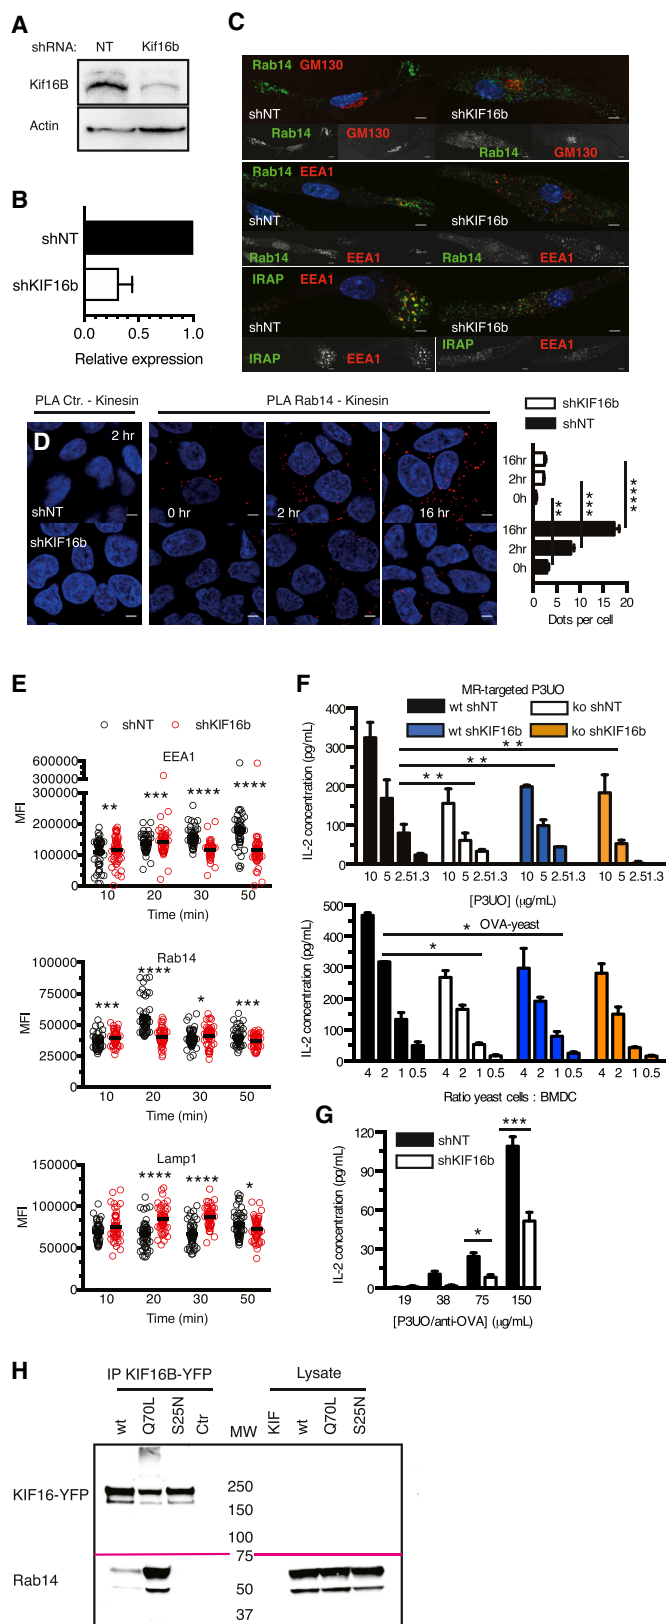 A
shRNA: NT Kif16b
Kif16B
Actin
B
shNT
shKIF16b
0.0 0.5 1.0
Relative expression
C
Rab14 GM130
shNT
shKIF16b
Rab14 GM130
Rab14 GM130
Rab14 EEA1
shNT
shKIF16b
Rab14 EEA1
Rab14 EEA1
IRAP EEA1
shNT
shKIF16b
IRAP EEA1
IRAP EEA1
PLA Ctr. - Kinesin
PLA Rab14 - Kinesin
D
2 hr
shNT
0 hr
2 hr
16 hr
shKIF16b
shKIF16b
shNT
16hr
2hr
0h
16hr
2hr
0h
**
***
****
0 5 10 15 20
Dots per cell
E
shNT shKIF16b
EEA1
600000
300000
300000
200000
100000
0
MFI
** *** **** ****
10 20 30 50
Time (min)
Rab14
100000
75000
50000
25000
0
MFI
*** **** * ***
10 20 30 50
Time (min)
Lamp1
150000
100000
50000
0
MFI
**** **** *
10 20 30 50
Time (min)
F
MR-targeted P3UO
wt shNT
ko shNT
wt shKIF16b
ko shKIF16b
400
300
200
100
0
IL-2 concentration (pg/mL)
* *
* *
* *
10 5 2.51.3 10 5 2.51.3 10 5 2.51.3 10 5 2.51.3
[P3UO] (µg/mL)
500
400
300
200
100
0
IL-2 concentration (pg/mL)
* OVA-yeast
*
4 2 1 0.5 4 2 1 0.5 4 2 1 0.5 4 2 1 0.5
Ratio yeast cells : BMDC
G
shNT
shKIF16b
120
90
60
30
0
IL-2 concentration (pg/mL)
*
***
19 38 75 150
[P3UO/anti-OVA] (µg/mL)
H
IP KIF16B-YFP
Lysate
wt Q70L S25N Ctr
MW
KIF wt Q70L S25N
KIF16-YFP
Rab14
250
150
100
75
50
37